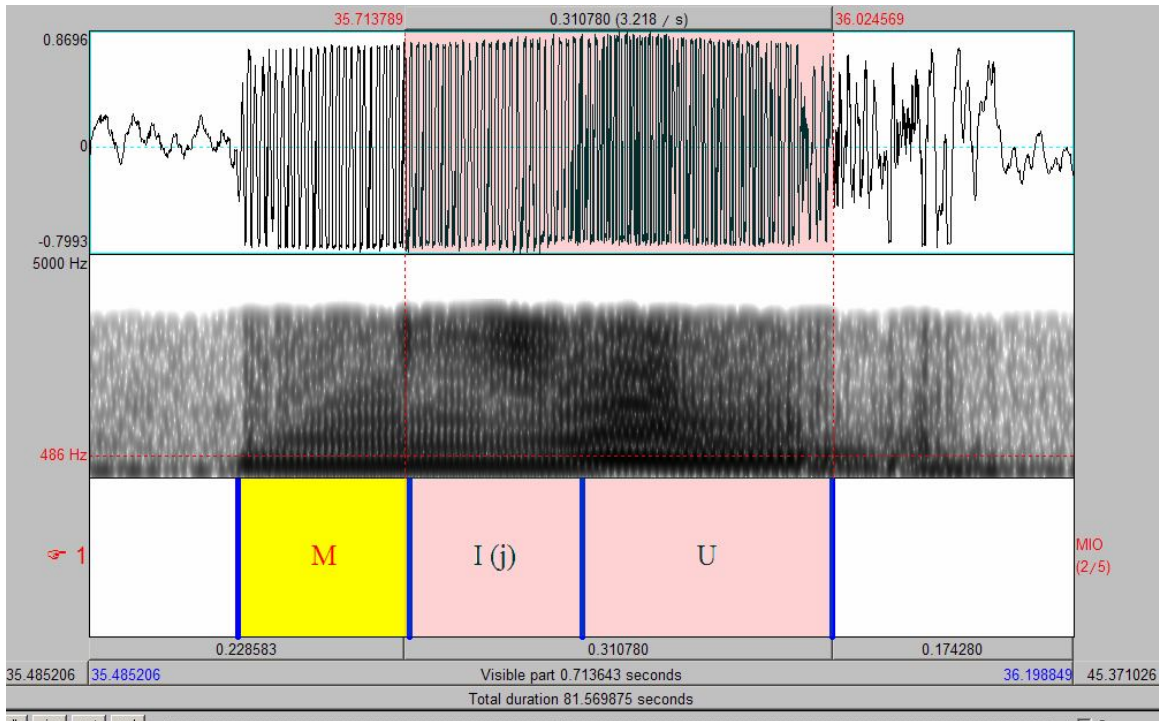 35.713789 0.310780 (3.218 / s) 36.024569
0.8696
0
-0.7993
5000 Hz
486 Hz
☞ 1 M I (j) U MIO
(2/5)
0.228583 0.310780 0.174280
35.485206 35.485206 Visible part 0.713643 seconds 36.198849 45.371026
Total duration 81.569875 seconds